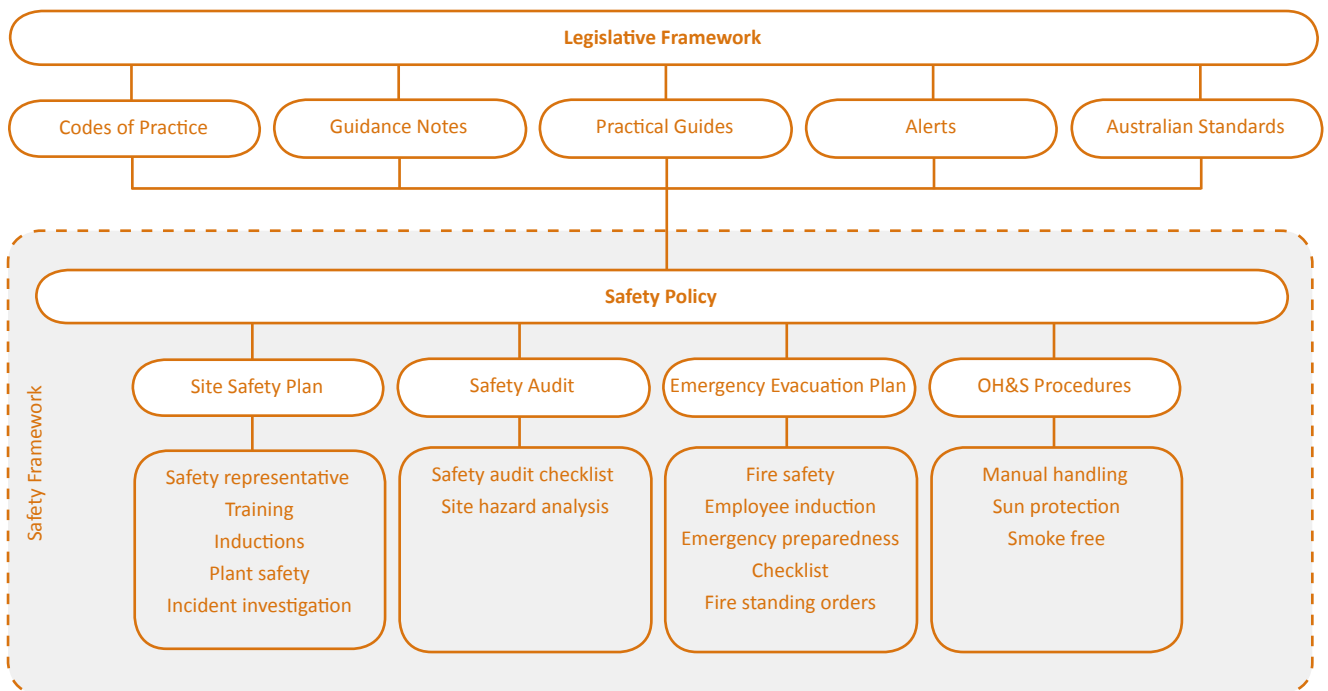 Legislative Framework
Codes of Practice
Guidance Notes
Practical Guides
Alerts
Australian Standards
Safety Framework
Safety Policy
Site Safety Plan
Safety Audit
Emergency Evacuation Plan
OH&S Procedures
Safety representative
Training
Inductions
Plant safety
Incident investigation
Safety audit checklist
Site hazard analysis
Fire safety
Employee induction
Emergency preparedness
Checklist
Fire standing orders
Manual handling
Sun protection
Smoke free